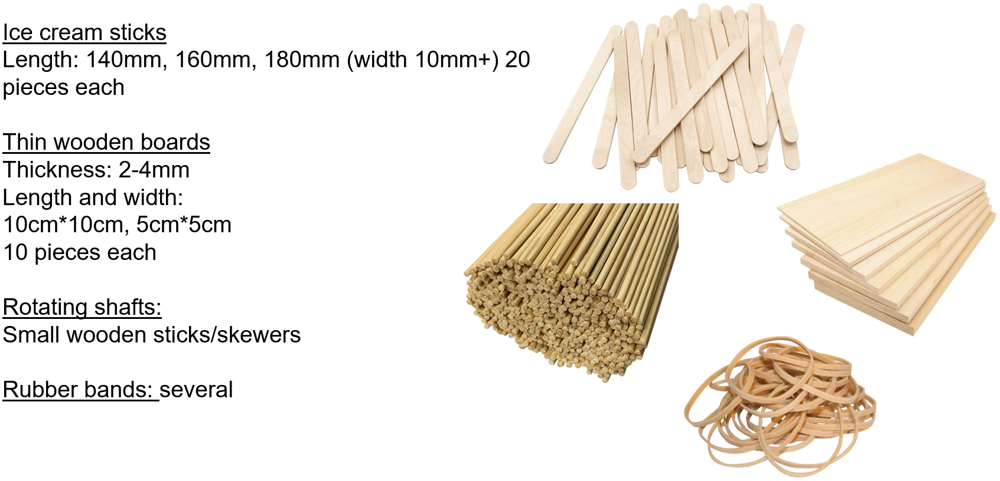 Ice cream sticks
Length: 140mm, 160mm, 180mm (width 10mm+) 20
pieces each
Thin wooden boards
Thickness: 2-4mm
Length and width:
10cm*10cm, 5cm*5cm
10 pieces each
Rotating shafts:
Small wooden sticks/skewers
Rubber bands: several